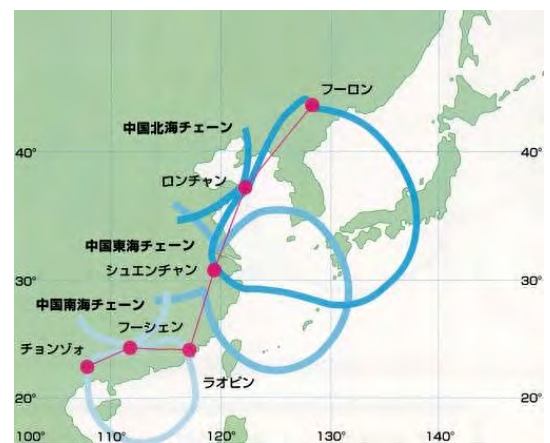 フーロン
中国北海チェーン
40°
40°
ロンチャン
中国東海チェーン
シュエンチャン
30°
30°
中国南海チェーン
フーシェン
チョンゾォ
ラオピン
20°
20°
100°
110°
120°
130°
140°